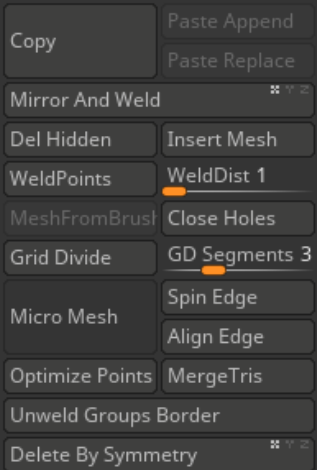 Copy
Paste Append
Paste Replace
Mirror And Weld
X Y Z
Del Hidden
Insert Mesh
WeldPoints
WeldDist 1
MeshFromBrush
Close Holes
Grid Divide
GD Segments 3
Micro Mesh
Spin Edge
Align Edge
Optimize Points
MergeTris
Unweld Groups Border
Delete By Symmetry
X Y Z